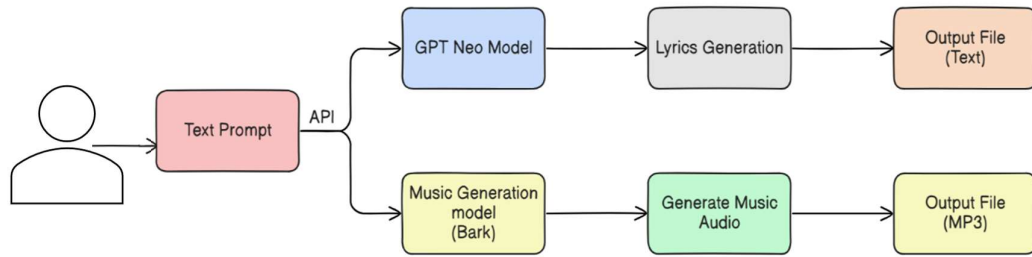 GPT Neo Model
Lyrics Generation
Output File
(Text)
Text Prompt
API
Music Generation
model
(Bark)
Generate Music
Audio
Output File
(MP3)